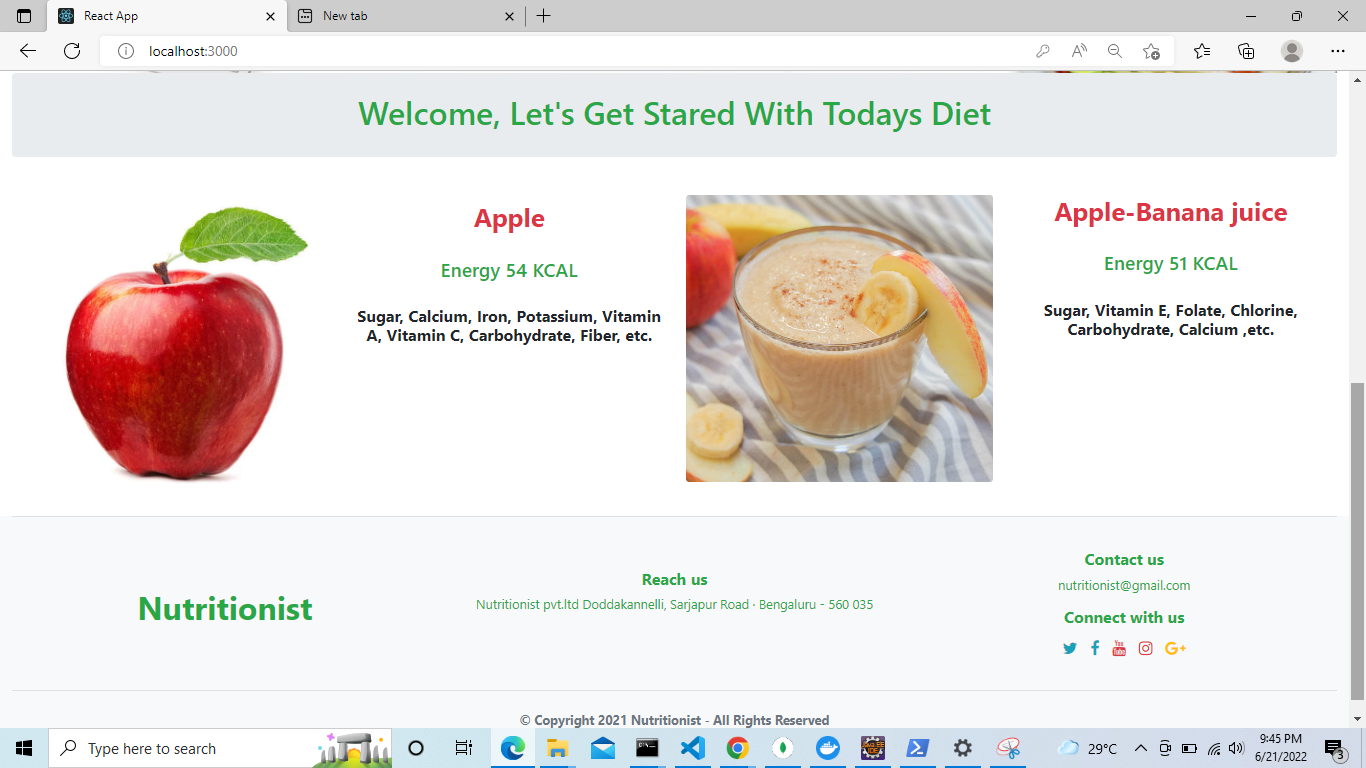 React App
New tab
localhost:3000
Welcome, Let's Get Stared With Todays Diet
Apple
Energy 54 KCAL
Sugar, Calcium, Iron, Potassium, Vitamin
A, Vitamin C, Carbohydrate, Fiber, etc.
Apple-Banana juice
Energy 51 KCAL
Sugar, Vitamin E, Folate, Chlorine,
Carbohydrate, Calcium ,etc.
Nutritionist
Reach us
Nutritionist pvt.ltd Doddakannelli, Sarjapur Road · Bengaluru - 560 035
Contact us
nutritionist@gmail.com
Connect with us
You
Tube
G+
© Copyright 2021 Nutritionist - All Rights Reserved
Type here to search
29°C
9:45 PM
6/21/2022
3